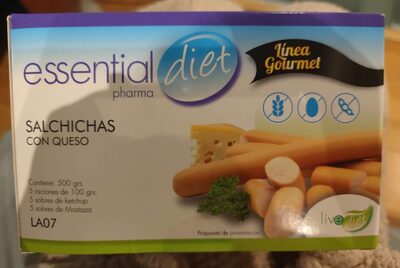 essential diet
pharma
Línea
Gourmet
SALCHICHAS
CON QUESO
Contiene: 500 grs.
5 raciones de 100 grs.
5 sobres de ketchup
5 sobres de Mostaza
LA07
Propuesta de presentación
live diet